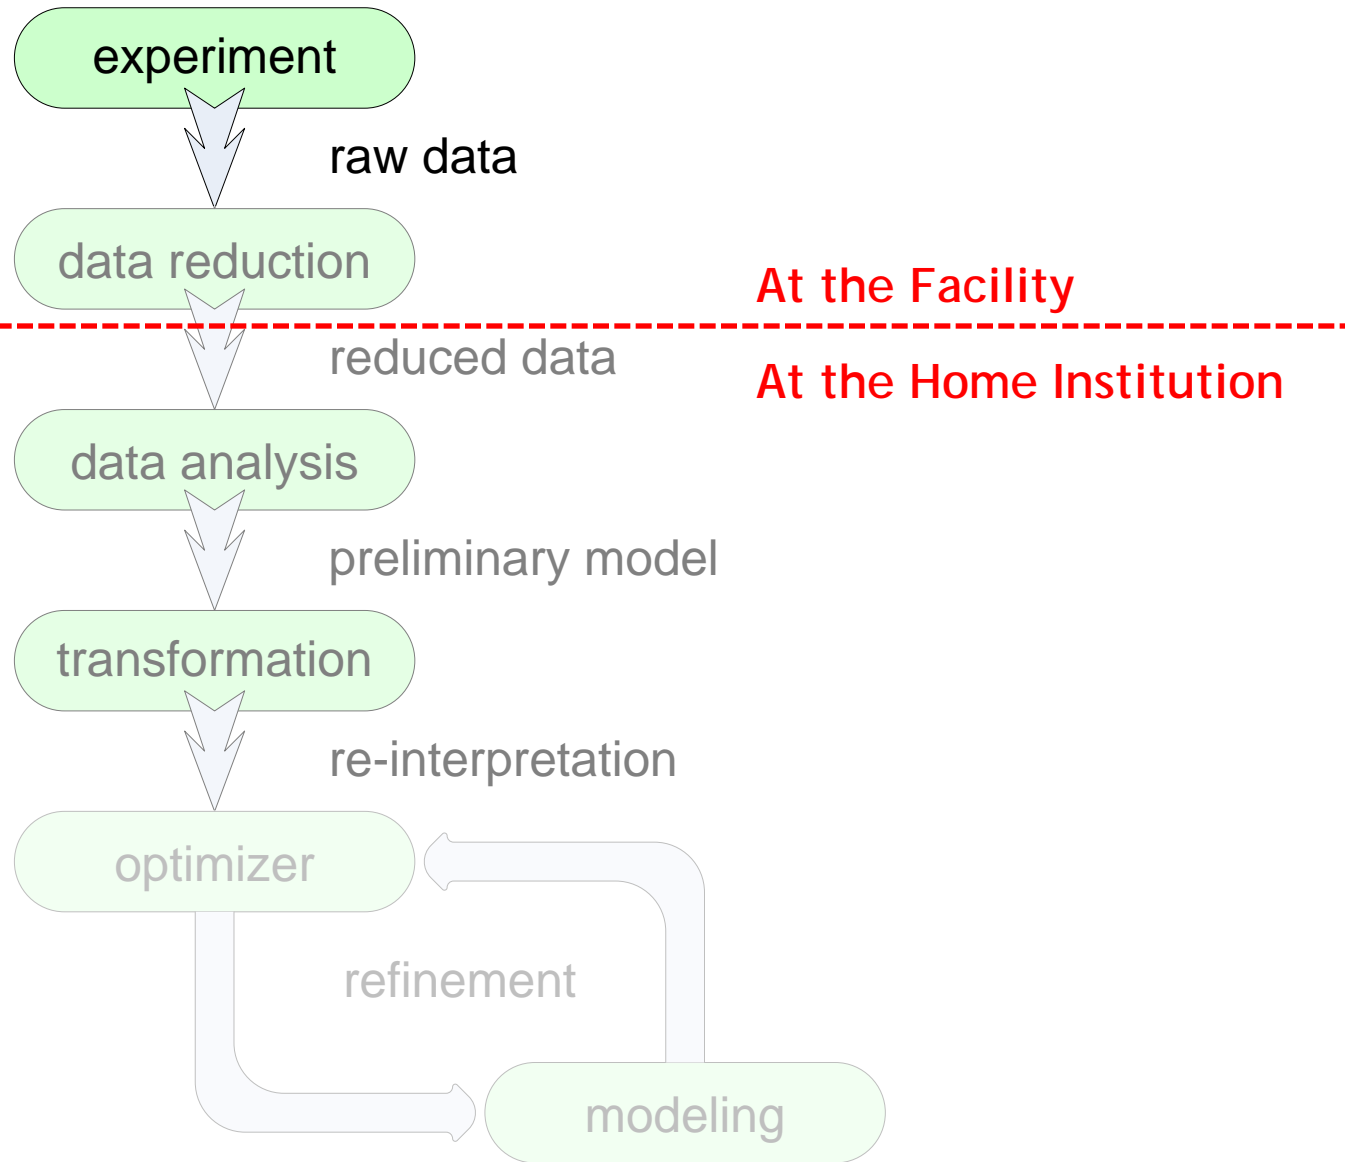 experiment
raw data
data reduction
At the Facility
reduced data
At the Home Institution
data analysis
preliminary model
transformation
re-interpretation
optimizer
refinement
modeling